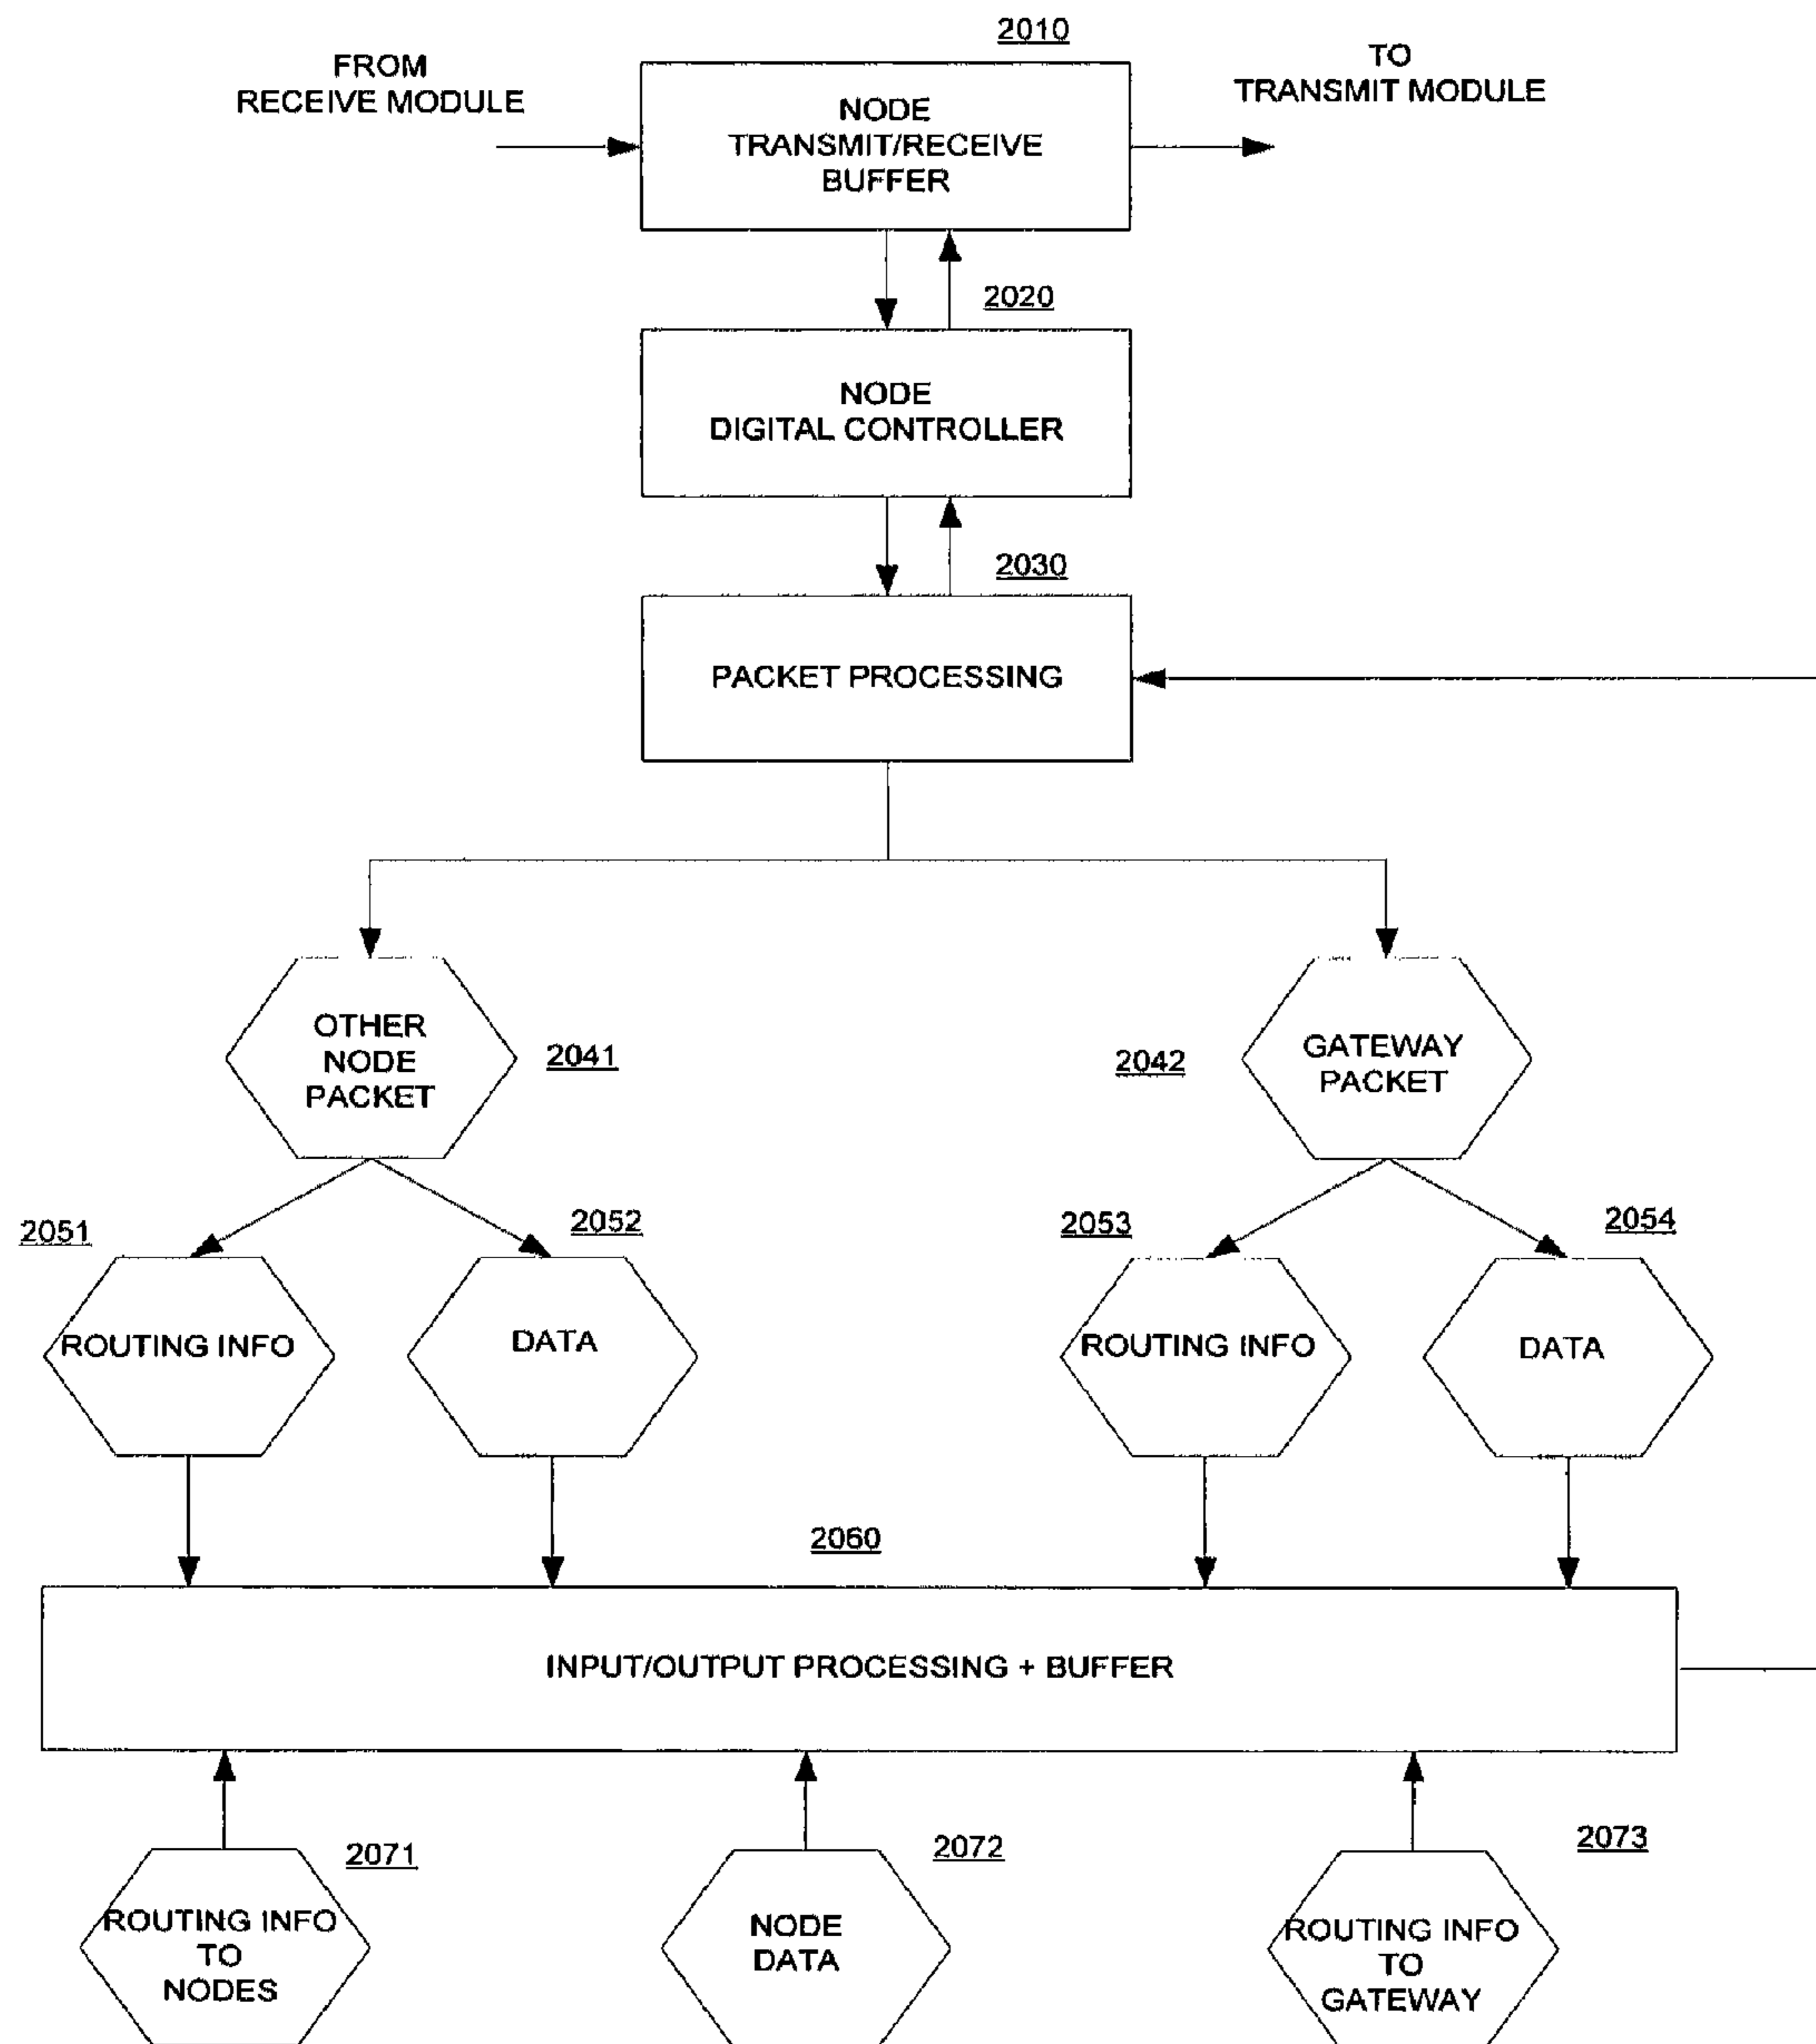 2010
FROM
RECEIVE MODULE
TO
TRANSMIT MODULE
NODE
TRANSMIT/RECEIVE
BUFFER
2020
NODE
DIGITAL CONTROLLER
2030
PACKET PROCESSING
OTHER
NODE
PACKET
2041
2042
GATEWAY
PACKET
2051
2052
2053
2054
ROUTING INFO
DATA
ROUTING INFO
DATA
2060
INPUT/OUTPUT PROCESSING + BUFFER
2071
2072
2073
ROUTING INFO
TO
NODES
NODE
DATA
ROUTING INFO
TO
GATEWAY